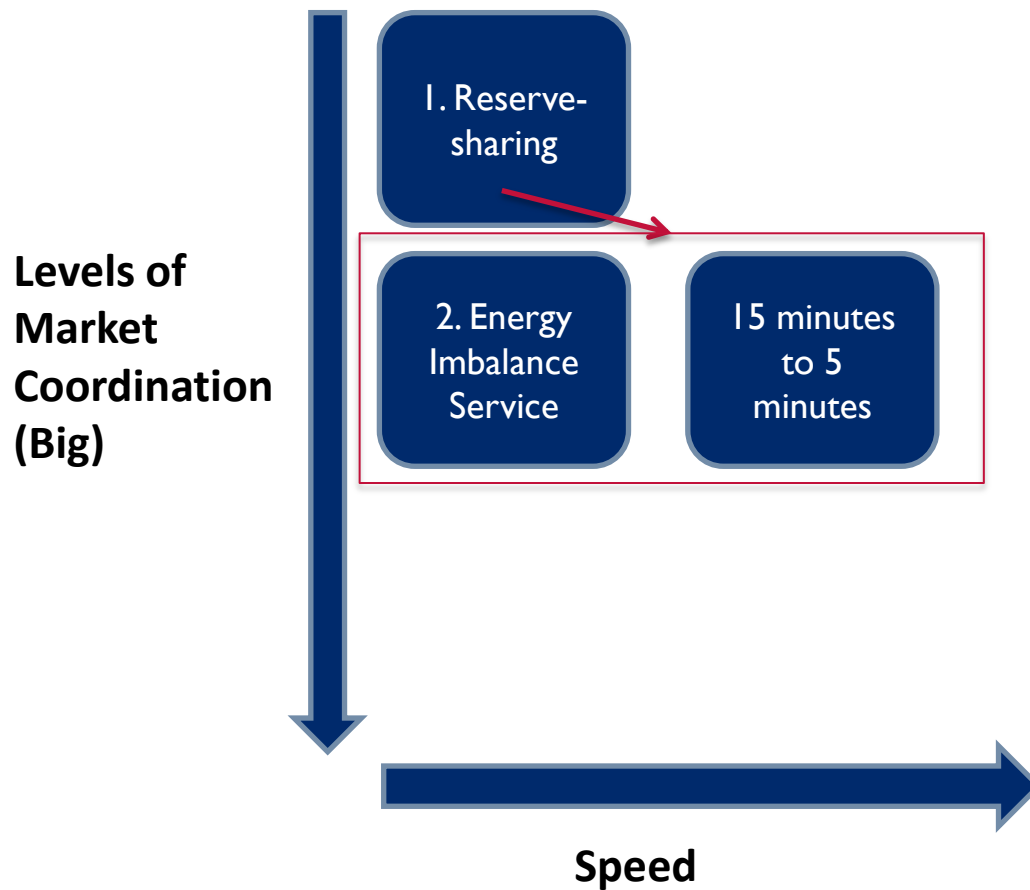 1. Reserve-
sharing
Levels of
Market
Coordination
(Big)
2. Energy
Imbalance
Service
15 minutes
to 5
minutes
Speed